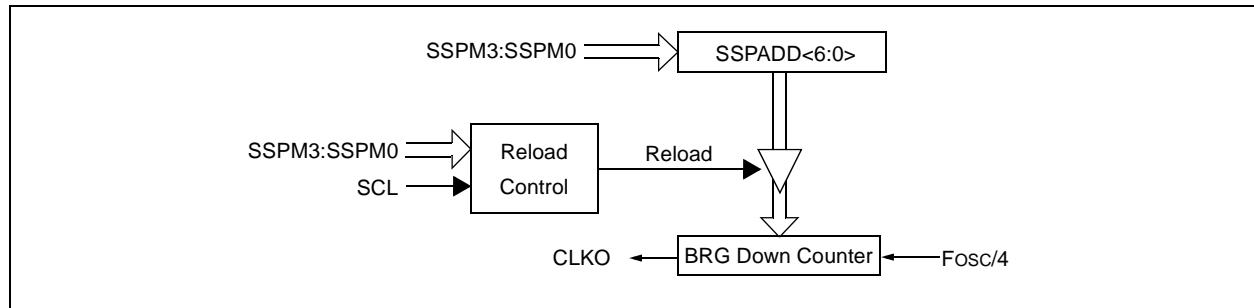 SSPM3:SSPM0
SSPADD<6:0>
SSPM3:SSPM0
SCL
Reload
Control
Reload
CLKO
BRG Down Counter
FOSC/4